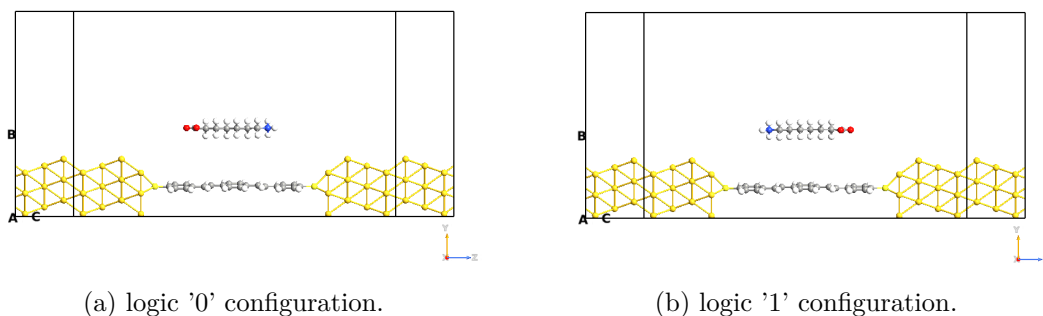 B
A C
Y
X Z
(a) logic '0' configuration.
B
A C
Y
(b) logic '1' configuration.